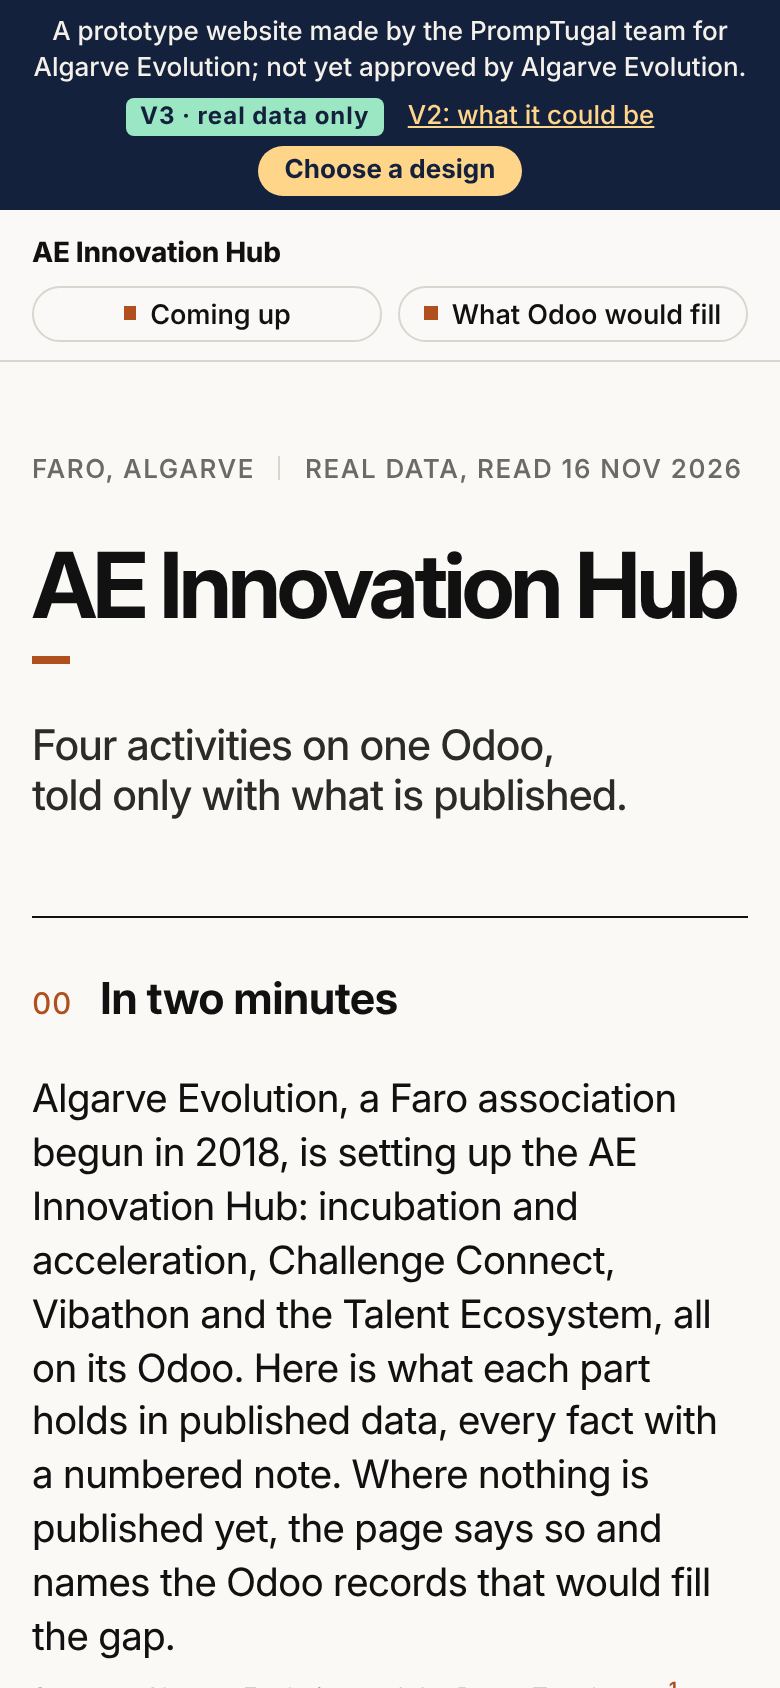 A prototype website made by the PrompTugal team for
Algarve Evolution; not yet approved by Algarve Evolution.
V3 · real data only V2: what it could be
Choose a design
AE Innovation Hub
Coming up What Odoo would fill
FARO, ALGARVE REAL DATA, READ 16 NOV 2026
AE Innovation Hub
Four activities on one Odoo,
told only with what is published.
00 In two minutes
Algarve Evolution, a Faro association
begun in 2018, is setting up the AE
Innovation Hub: incubation and
acceleration, Challenge Connect,
Vibathon and the Talent Ecosystem, all
on its Odoo. Here is what each part
holds in published data, every fact with
a numbered note. Where nothing is
published yet, the page says so and
names the Odoo records that would fill
the gap.
1